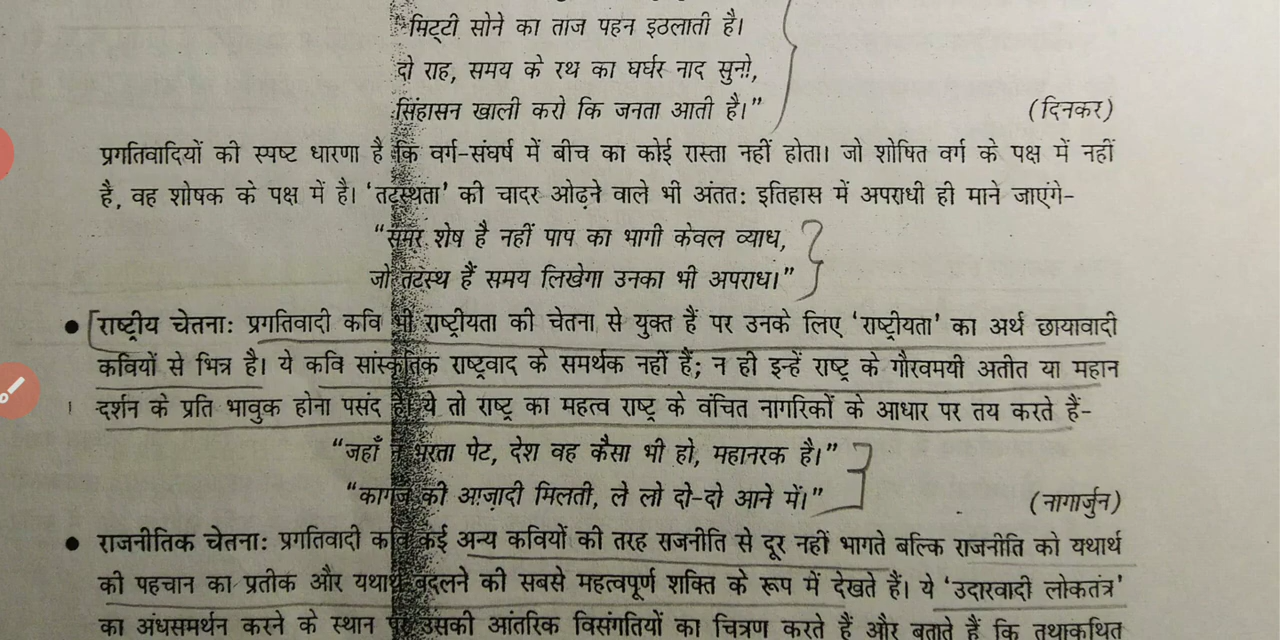 “मिट्टी सोने का ताज पहन इठलाती है।
दो राह, समय के रथ का घर्घर नाद सुनो,
सिंहासन खाली करो कि जनता आती है।” (दिनकर)
प्रगतिवादियों की स्पष्ट धारणा है कि वर्ग-संघर्ष में बीच का कोई रास्ता नहीं होता। जो शोषित वर्ग के पक्ष में नहीं
है, वह शोषक के पक्ष में है। ‘तटस्थता’ की चादर ओढ़ने वाले भी अंततः इतिहास में अपराधी ही माने जाएंगे-
“समर शेष है नहीं पाप का भागी केवल व्याध,
जो तटस्थ हैं समय लिखेगा उनका भी अपराध।”
● राष्ट्रीय चेतनाः प्रगतिवादी कवि भी राष्ट्रीयता की चेतना से युक्त हैं पर उनके लिए ‘राष्ट्रीयता’ का अर्थ छायावादी
कवियों से भिन्न है। ये कवि सांस्कृतिक राष्ट्रवाद के समर्थक नहीं हैं; न ही इन्हें राष्ट्र के गौरवमयी अतीत या महान
दर्शन के प्रति भावुक होना पसंद है। ये तो राष्ट्र का महत्व राष्ट्र के वंचित नागरिकों के आधार पर तय करते हैं-
“जहाँ न भरता पेट, देश वह कैसा भी हो, महानरक है।”
“कागज की आज़ादी मिलती, ले लो दो-दो आने में।” (नागार्जुन)
● राजनीतिक चेतनाः प्रगतिवादी कवि कई अन्य कवियों की तरह राजनीति से दूर नहीं भागते बल्कि राजनीति को यथार्थ
की पहचान का प्रतीक और यथार्थ बदलने की सबसे महत्वपूर्ण शक्ति के रूप में देखते हैं। ये ‘उदारवादी लोकतंत्र’
का अंधसमर्थन करने के स्थान पर उसकी आंतरिक विसंगतियों का चित्रण करते हैं और बताते हैं कि तथाकथित